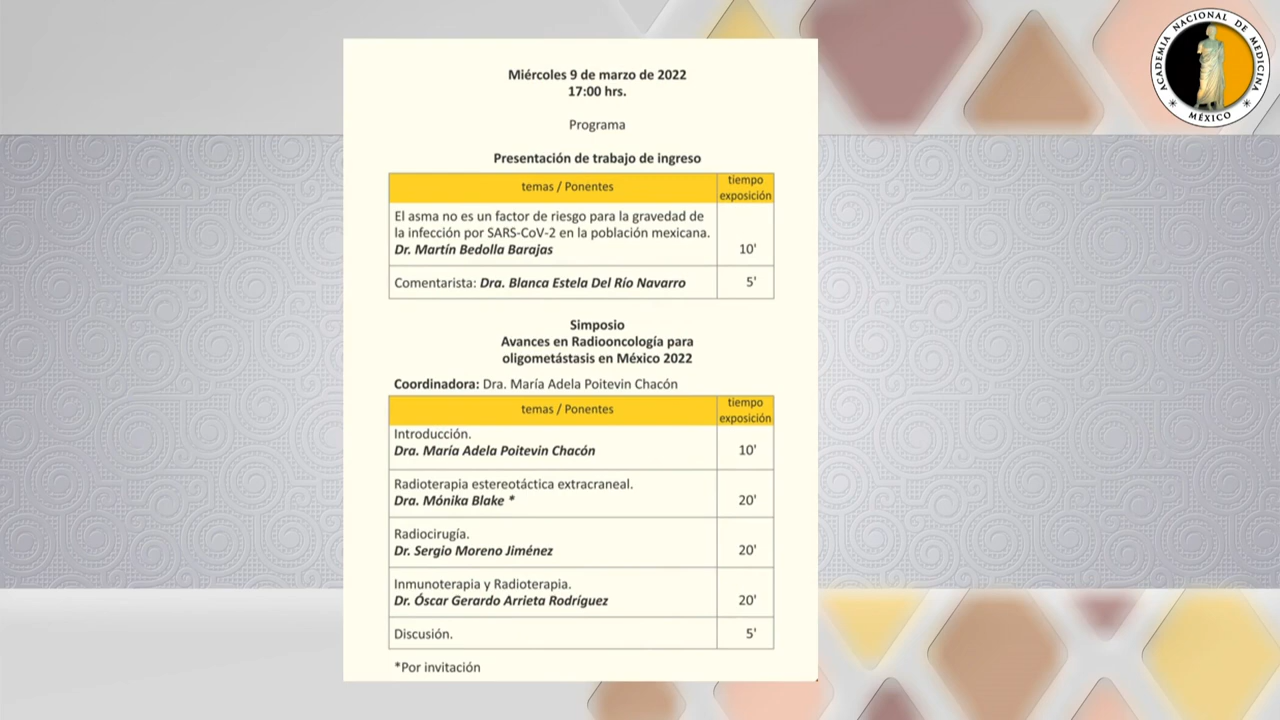 Miércoles 9 de marzo de 2022
17:00 hrs.
Programa
Presentación de trabajo de ingreso
temas / Ponentes
tiempo
exposición
El asma no es un factor de riesgo para la gravedad de
la infección por SARS-CoV-2 en la población mexicana.
Dr. Martín Bedolla Barajas
10'
Comentarista: Dra. Blanca Estela Del Río Navarro
5'
Simposio
Avances en Radiooncología para
oligometástasis en México 2022
Coordinadora: Dra. María Adela Poitevin Chacón
temas / Ponentes
tiempo
exposición
Introducción.
Dra. María Adela Poitevin Chacón
10'
Radioterapia estereotáctica extracraneal.
Dra. Mónika Blake *
20'
Radiocirugía.
Dr. Sergio Moreno Jiménez
20'
Inmunoterapia y Radioterapia.
Dr. Óscar Gerardo Arrieta Rodríguez
20'
Discusión.
5'
*Por invitación
ACADEMIA NACIONAL DE MEDICINA
MÉXICO